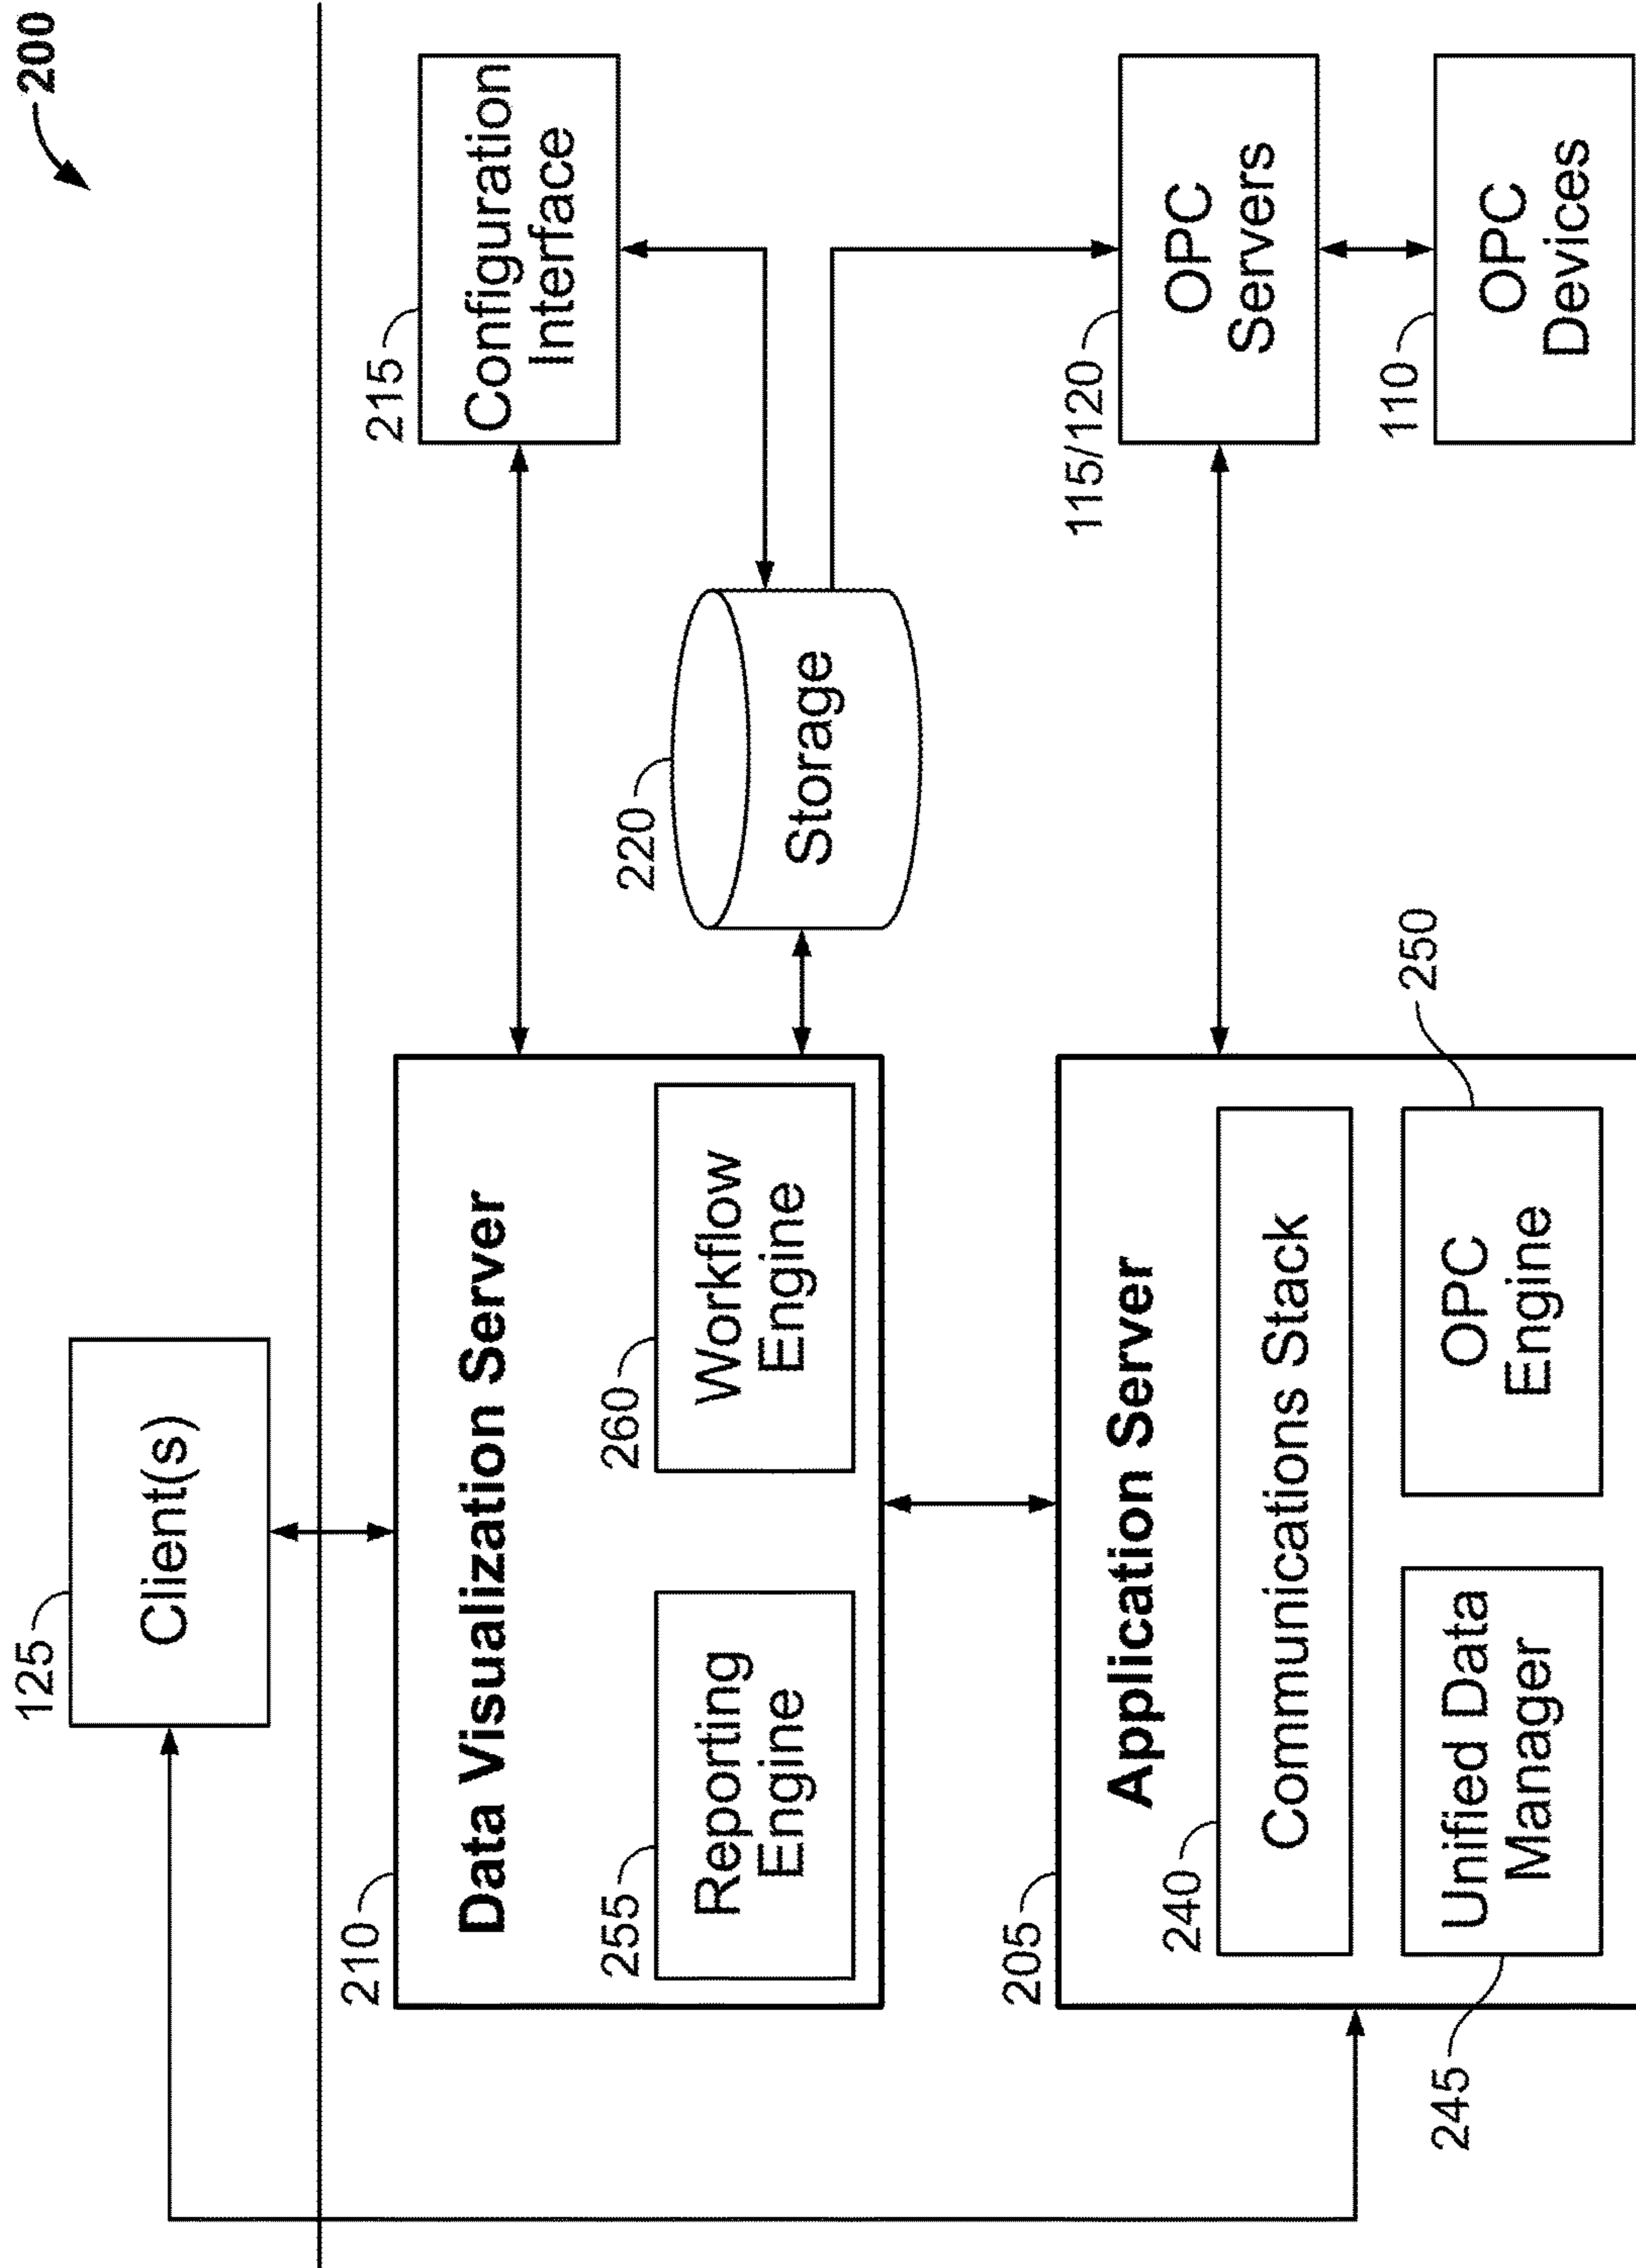 200
125
Client(s)
210
Data Visualization Server
255
Reporting
Engine
260
Workflow
Engine
215
Configuration
Interface
220
Storage
205
Application Server
240
Communications Stack
245
Unified Data
Manager
250
OPC
Engine
115/120
OPC
Servers
110
OPC
Devices